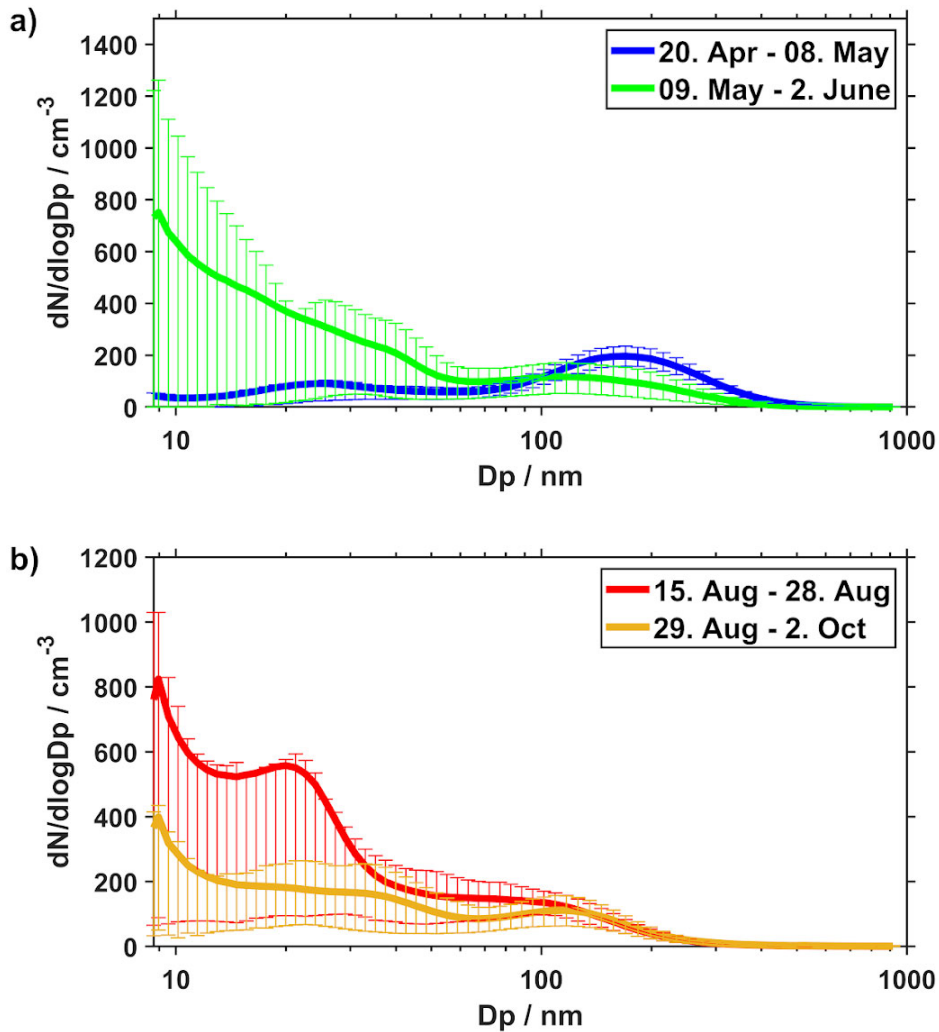 a)
20. Apr - 08. May
09. May - 2. June
dN/dlogDp / cm-3
1400
1200
1000
800
600
400
200
0
10
100
1000
Dp / nm
b)
15. Aug - 28. Aug
29. Aug - 2. Oct
dN/dlogDp / cm-3
1200
1000
800
600
400
200
0
10
100
1000
Dp / nm